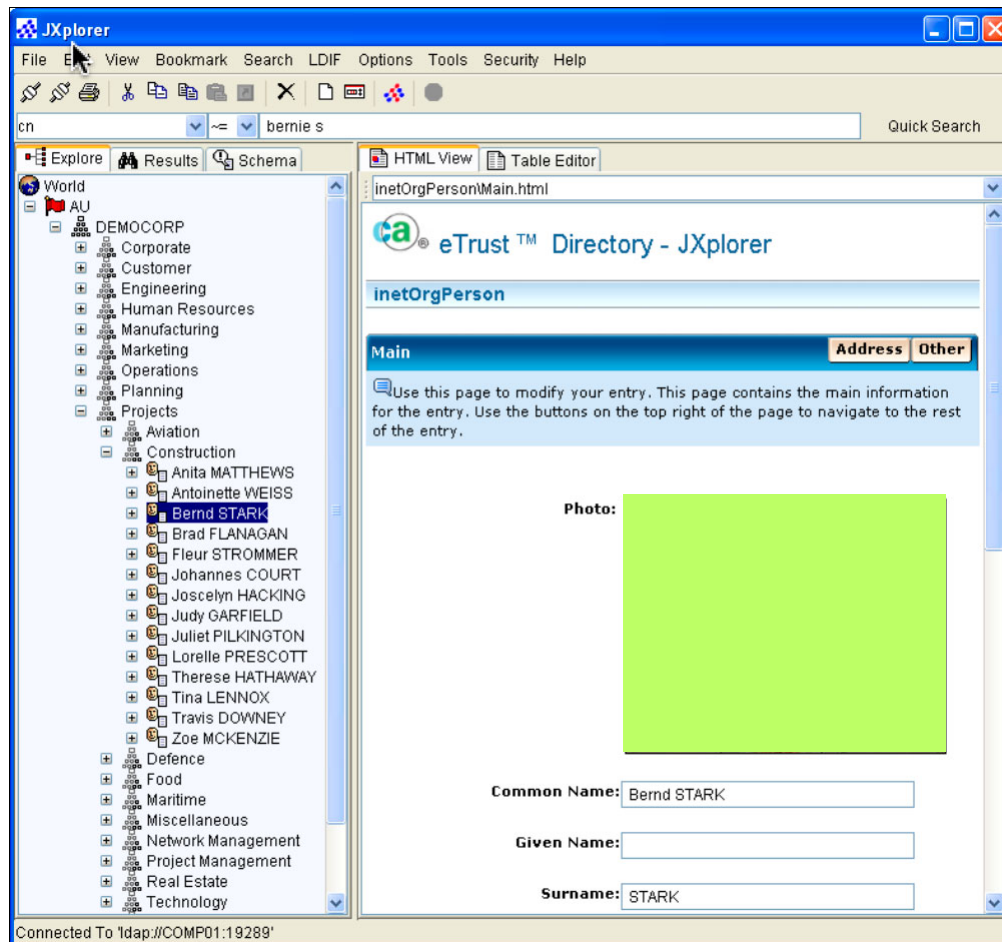 JXplorer
File E t View Bookmark Search LDIF Options Tools Security Help
cn ~= bernie s Quick Search
Explore Results Schema
World
AU
DEMOCORP
Corporate
Customer
Engineering
Human Resources
Manufacturing
Marketing
Operations
Planning
Projects
Aviation
Construction
Anita MATTHEWS
Antoinette WEISS
Bernd STARK
Brad FLANAGAN
Fleur STROMMER
Johannes COURT
Joscelyn HACKING
Judy GARFIELD
Juliet PILKINGTON
Lorelle PRESCOTT
Therese HATHAWAY
Tina LENNOX
Travis DOWNEY
Zoe MCKENZIE
Defence
Food
Maritime
Miscellaneous
Network Management
Project Management
Real Estate
Technology
HTML View Table Editor
inetOrgPerson\Main.html
ca® eTrust ™ Directory - JXplorer
inetOrgPerson
Main Address Other
Use this page to modify your entry. This page contains the main information
for the entry. Use the buttons on the top right of the page to navigate to the rest
of the entry.
Photo:
Common Name: Bernd STARK
Given Name:
Surname: STARK
Connected To 'ldap://COMP01:19289'